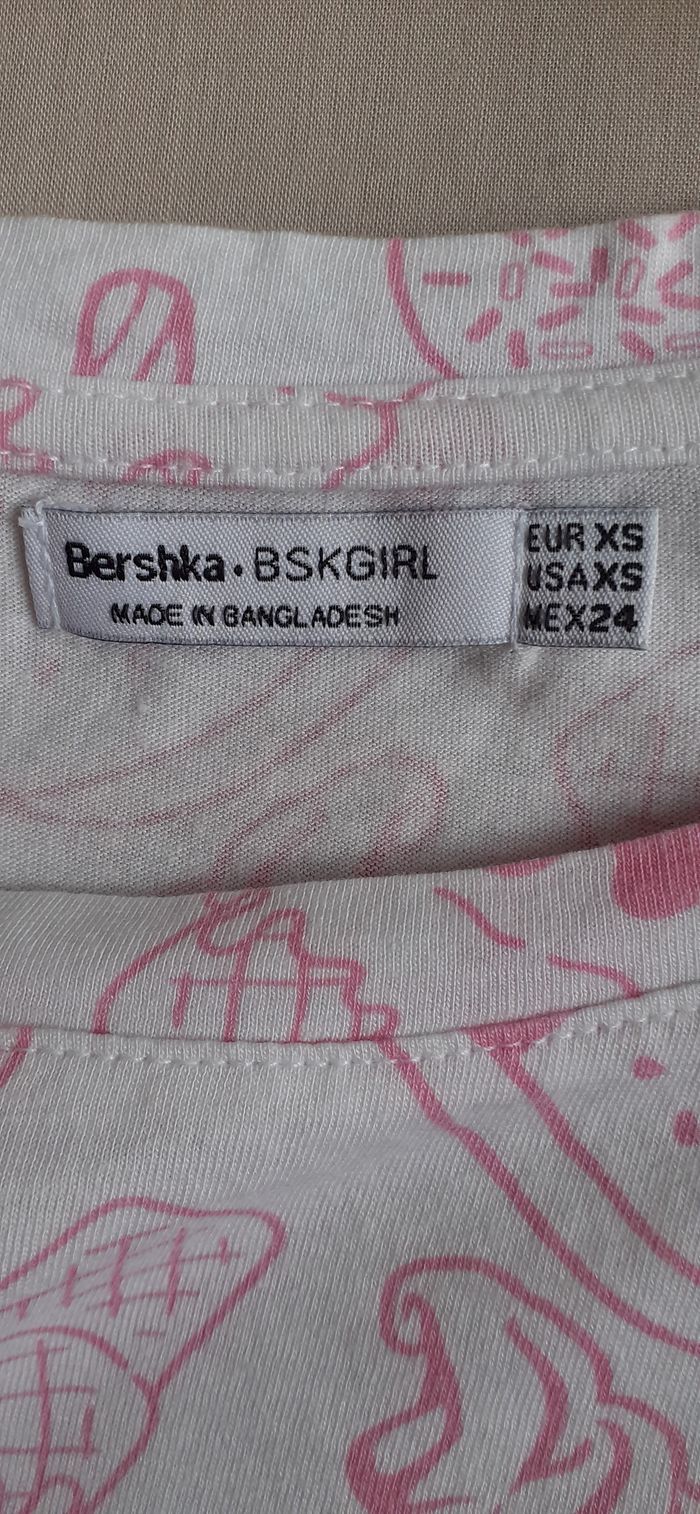 Bershka • BSKGIRL
MADE IN BANGLADESH
EUR XS
USA XS
MEX 24